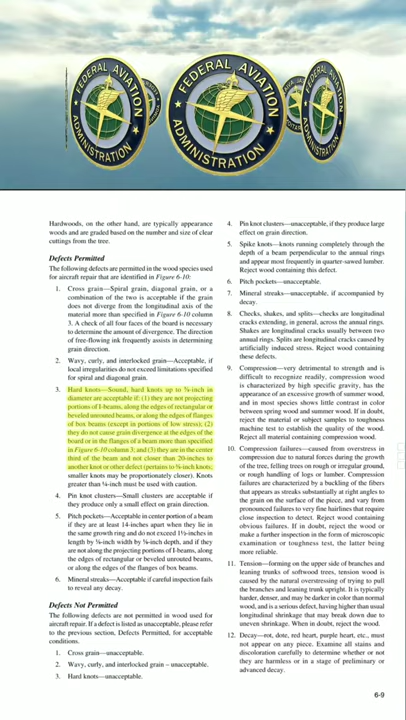 FEDERAL AVIATION
ADMINISTRATION
FEDERAL AVIATION
ADMINISTRATION
FEDERAL AVIATION
ADMINISTRATION
Hardwoods, on the other hand, are typically appearance
woods and are graded based on the number and size of clear
cuttings from the tree.
Defects Permitted
The following defects are permitted in the wood species used
for aircraft repair that are identified in Figure 6-10:
1. Cross grain—Spiral grain, diagonal grain, or a
combination of the two is acceptable if the grain
does not diverge from the longitudinal axis of the
material more than specified in Figure 6-10 column
3. A check of all four faces of the board is necessary
to determine the amount of divergence. The direction
of free-flowing ink frequently assists in determining
grain direction.
2. Wavy, curly, and interlocked grain—Acceptable, if
local irregularities do not exceed limitations specified
for spiral and diagonal grain.
3. Hard knots—Sound, hard knots up to ⅜-inch in
diameter are acceptable if: (1) they are not projecting
portions of I-beams, along the edges of rectangular or
beveled unrouted beams, or along the edges of flanges
of box beams (except in portions of low stress); (2)
they do not cause grain divergence at the edges of the
board or in the flanges of a beam more than specified
in Figure 6-10 column 3; and (3) they are in the center
third of the beam and not closer than 20-inches to
another knot or other defect (pertains to ⅜-inch knots;
smaller knots may be proportionately closer). Knots
greater than ¼-inch must be used with caution.
4. Pin knot clusters—Small clusters are acceptable if
they produce only a small effect on grain direction.
5. Pitch pockets—Acceptable in center portion of a beam
if they are at least 14-inches apart when they lie in
the same growth ring and do not exceed 1½-inches in
length by ⅛-inch width by ⅛-inch depth, and if they
are not along the projecting portions of I-beams, along
the edges of rectangular or beveled unrouted beams,
or along the edges of the flanges of box beams.
6. Mineral streaks—Acceptable if careful inspection fails
to reveal any decay.
Defects Not Permitted
The following defects are not permitted in wood used for
aircraft repair. If a defect is listed as unacceptable, please refer
to the previous section, Defects Permitted, for acceptable
conditions.
1. Cross grain—unacceptable.
2. Wavy, curly, and interlocked grain – unacceptable.
3. Hard knots—unacceptable.
4. Pin knot clusters—unacceptable, if they produce large
effect on grain direction.
5. Spike knots—knots running completely through the
depth of a beam perpendicular to the annual rings
and appear most frequently in quarter-sawed lumber.
Reject wood containing this defect.
6. Pitch pockets—unacceptable.
7. Mineral streaks—unacceptable, if accompanied by
decay.
8. Checks, shakes, and splits—checks are longitudinal
cracks extending, in general, across the annual rings.
Shakes are longitudinal cracks usually between two
annual rings. Splits are longitudinal cracks caused by
artificially induced stress. Reject wood containing
these defects.
9. Compression—very detrimental to strength and is
difficult to recognize readily, compression wood
is characterized by high specific gravity, has the
appearance of an excessive growth of summer wood,
and in most species shows little contrast in color
between spring wood and summer wood. If in doubt,
reject the material or subject samples to toughness
machine test to establish the quality of the wood.
Reject all material containing compression wood.
10. Compression failures—caused from overstress in
compression due to natural forces during the growth
of the tree, felling trees on rough or irregular ground,
or rough handling of logs or lumber. Compression
failures are characterized by a buckling of the fibers
that appears as streaks substantially at right angles to
the grain on the surface of the piece, and vary from
pronounced failures to very fine hairlines that require
close inspection to detect. Reject wood containing
obvious failures. If in doubt, reject the wood or
make a further inspection in the form of microscopic
examination or toughness test, the latter being
more reliable.
11. Tension—forming on the upper side of branches and
leaning trunks of softwood trees, tension wood is
caused by the natural overstressing of trying to pull
the branches and leaning trunk upright. It is typically
harder, denser, and may be darker in color than normal
wood, and is a serious defect, having higher than usual
longitudinal shrinkage that may break down due to
uneven shrinkage. When in doubt, reject the wood.
12. Decay—rot, dote, red heart, purple heart, etc., must
not appear on any piece. Examine all stains and
discoloration carefully to determine whether or not
they are harmless or in a stage of preliminary or
advanced decay.
6-9